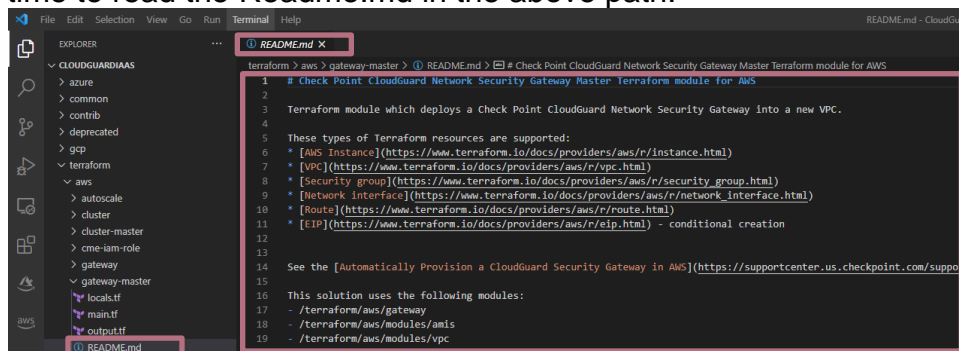 time to read the Readme.md in the above path.
File Edit Selection View Go Run Terminal Help
README.md - CloudGu
EXPLORER ...
README.md
CLOUDGUARDIAAS
terraform > aws > gateway-master > README.md > # Check Point CloudGuard Network Security Gateway Master Terraform module for AWS
> azure
> common
> contrib
> deprecated
> gcp
terraform
aws
> autoscale
> cluster
> cluster-master
> cme-iam-role
> gateway
gateway-master
locals.tf
main.tf
output.tf
README.md
aws
1 # Check Point CloudGuard Network Security Gateway Master Terraform module for AWS
2
3 Terraform module which deploys a Check Point CloudGuard Network Security Gateway into a new VPC.
4
5 These types of Terraform resources are supported:
6 * [AWS Instance](https://www.terraform.io/docs/providers/aws/r/instance.html)
7 * [VPC](https://www.terraform.io/docs/providers/aws/r/vpc.html)
8 * [Security group](https://www.terraform.io/docs/providers/aws/r/security_group.html)
9 * [Network interface](https://www.terraform.io/docs/providers/aws/r/network_interface.html)
10 * [Route](https://www.terraform.io/docs/providers/aws/r/route.html)
11 * [EIP](https://www.terraform.io/docs/providers/aws/r/eip.html) - conditional creation
12
13
14 See the [Automatically Provision a CloudGuard Security Gateway in AWS](https://supportcenter.us.checkpoint.com/suppo
15
16 This solution uses the following modules:
17 - /terraform/aws/gateway
18 - /terraform/aws/modules/amis
19 - /terraform/aws/modules/vpc